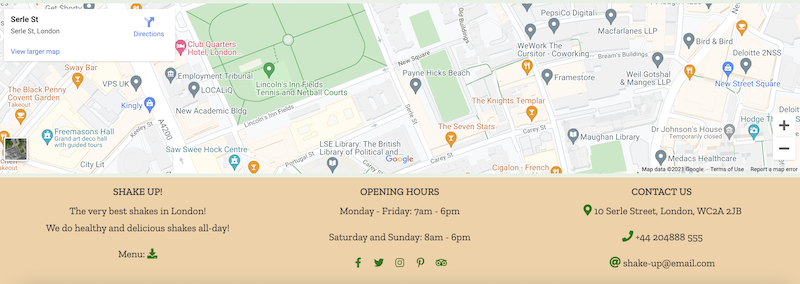 Serle St
Serle St, London
Directions
View larger map
Get Shorty
Club Quarters
Hotel, London
Old Buildings
PepsiCo Digital
Macfarlanes LLP
Bird & Bird
Deloitte 2NSS
WeWork The
Cursitor - Coworking
Bream's Buildings
New Square
Sway Bar
VPS UK
Employment Tribunal
LOCALiQ
Lincoln's Inn Fields
Tennis and Netball Courts
Payne Hicks Beach
Framestore
Weil Gotshal
& Manges LLP
New Street Square
The Black Penny
Covent Garden
Takeout
Kingly
New Academic Bldg
Lincoln's Inn Fields
Serle St
The Knights Templar
Takeout
Freemasons Hall
Grand art deco hall
with guided tours
Keeley St
A4200
The Seven Stars
Carey St
Carey St
Maughan Library
Dr Johnson's House
Temporarily closed
Hodge The
Saw Swee Hock Centre
Portugal St
LSE Library: The British
Library of Political and...
City Lit
Google
Cigalon - French
Medacs Healthcare
Map data ©2021 Google
Terms of Use
Report a map error
SHAKE UP!
The very best shakes in London!
We do healthy and delicious shakes all-day!
Menu:
OPENING HOURS
Monday - Friday: 7am - 6pm
Saturday and Sunday: 8am - 6pm
CONTACT US
10 Serle Street, London, WC2A 2JB
+44 204888 555
shake-up@email.com